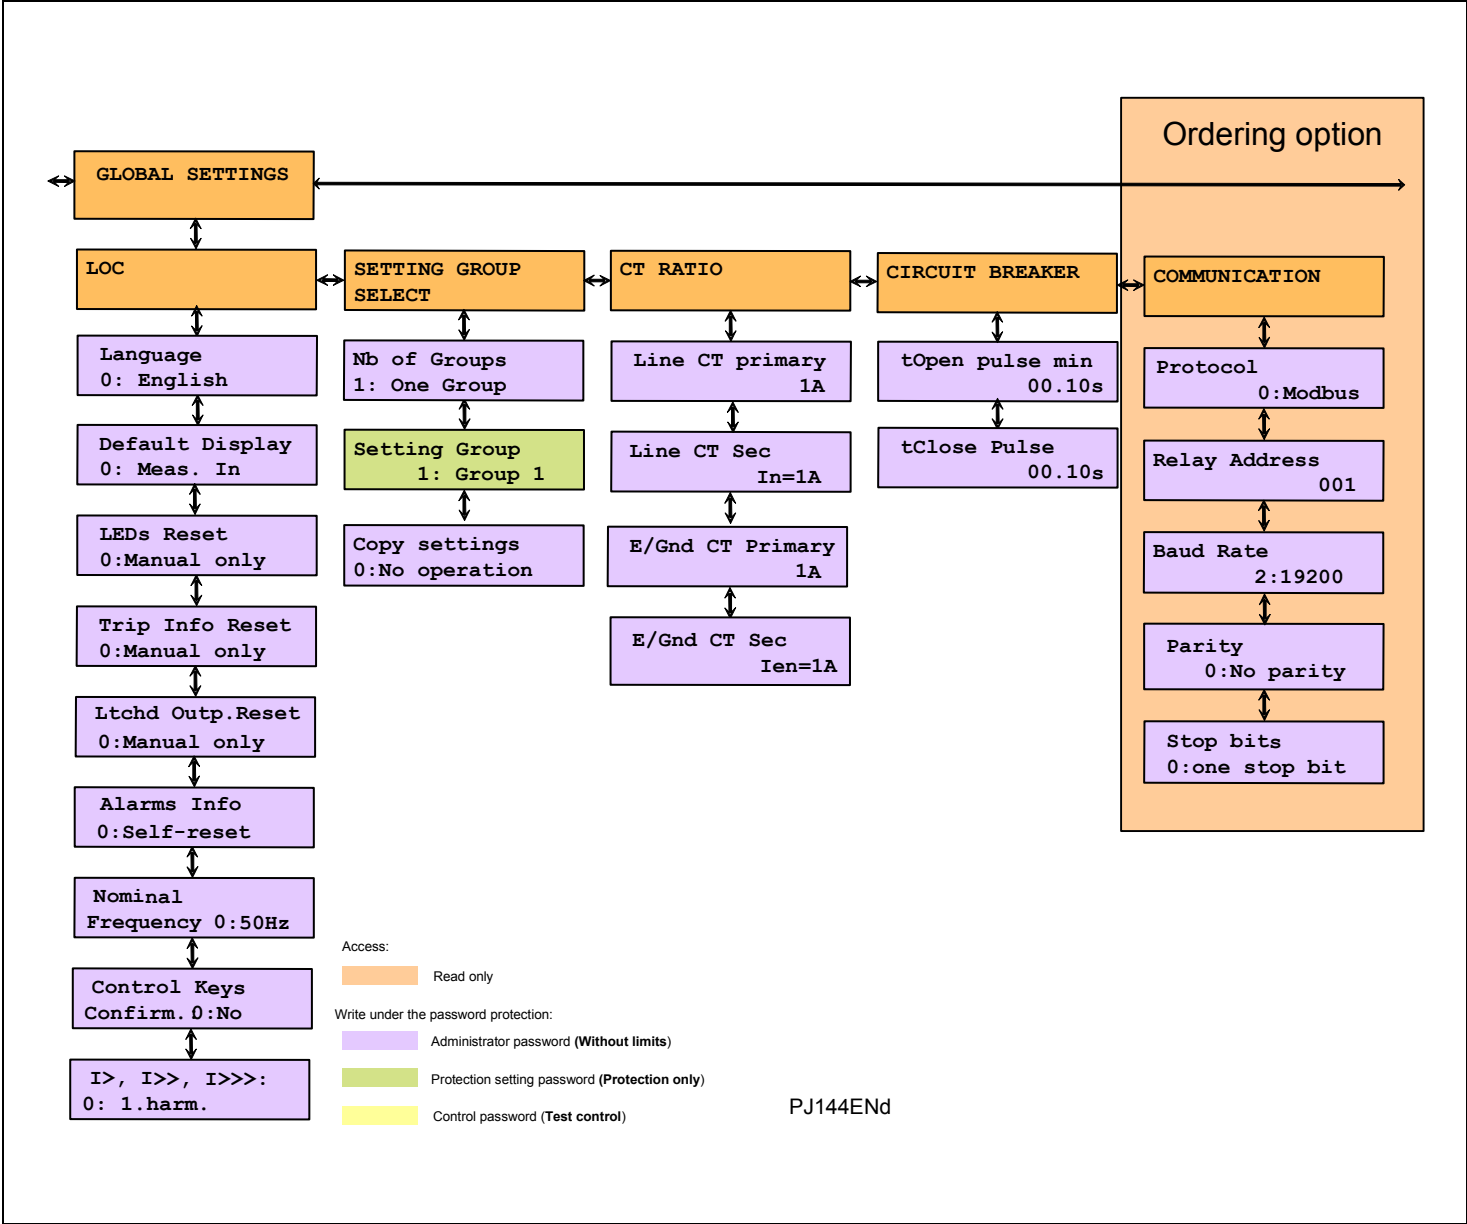 Ordering option
GLOBAL SETTINGS
LOC
Language
0: English
Default Display
0: Meas. In
LEDs Reset
0:Manual only
Trip Info Reset
0:Manual only
Ltchd Outp.Reset
0:Manual only
Alarms Info
0:Self-reset
Nominal
Frequency 0:50Hz
Control Keys
Confirm. 0:No
I>, I>>, I>>>:
0: 1.harm.
SETTING GROUP
SELECT
Nb of Groups
1: One Group
Setting Group
1: Group 1
Copy settings
0:No operation
CT RATIO
Line CT primary
1A
Line CT Sec
In=1A
E/Gnd CT Primary
1A
E/Gnd CT Sec
Ien=1A
CIRCUIT BREAKER
tOpen pulse min
00.10s
tClose Pulse
00.10s
COMMUNICATION
Protocol
0:Modbus
Relay Address
001
Baud Rate
2:19200
Parity
0:No parity
Stop bits
0:one stop bit
Access:
Read only
Write under the password protection:
Administrator password (Without limits)
Protection setting password (Protection only)
Control password (Test control)
PJ144ENd